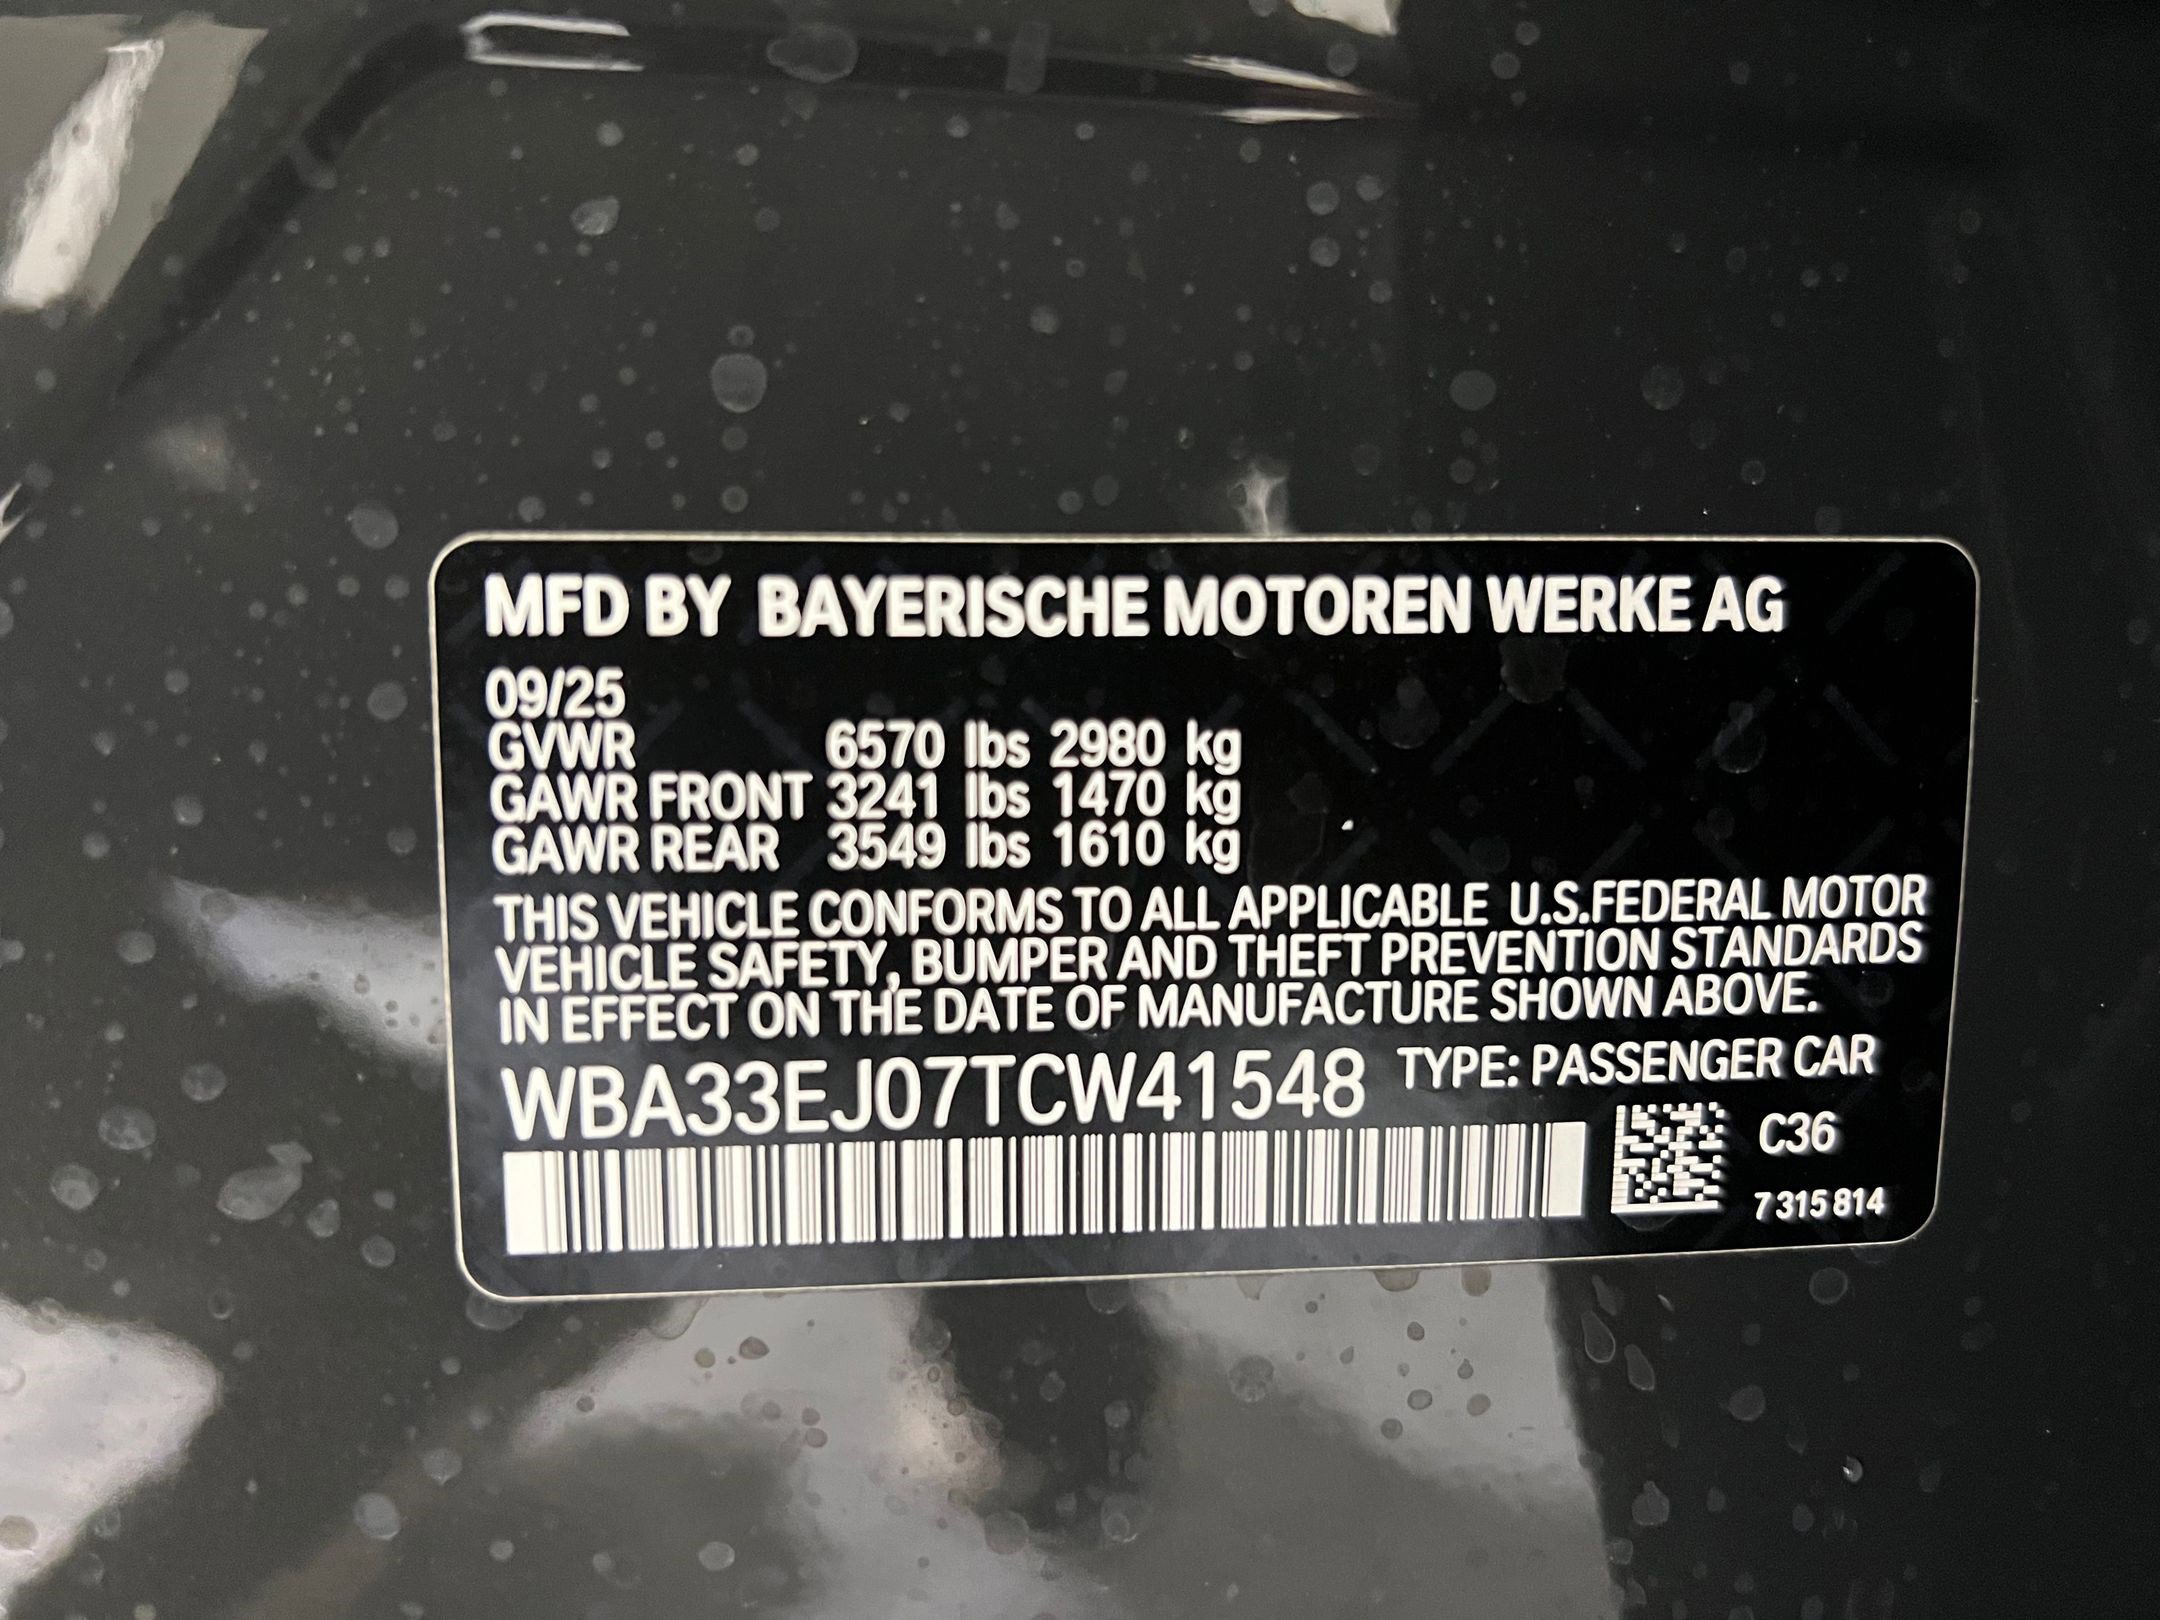 MFD BY BAYERISCHE MOTOREN WERKE AG
09/25
GVWR 6570 lbs 2980 kg
GAWR FRONT 3241 lbs 1470 kg
GAWR REAR 3549 lbs 1610 kg
THIS VEHICLE CONFORMS TO ALL APPLICABLE U.S.FEDERAL MOTOR
VEHICLE SAFETY, BUMPER AND THEFT PREVENTION STANDARDS
IN EFFECT ON THE DATE OF MANUFACTURE SHOWN ABOVE.
WBA33EJ07TCW41548 TYPE: PASSENGER CAR
C36
7 315 814